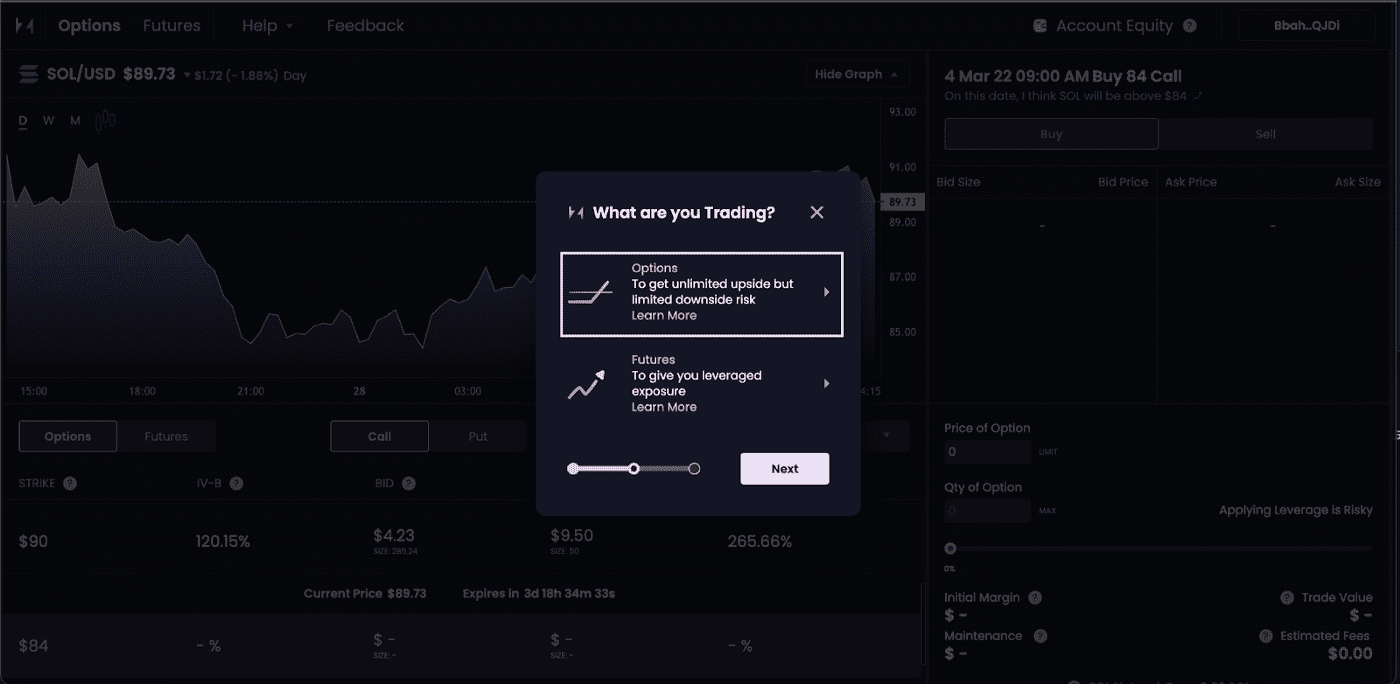 Options Futures Help Feedback Account Equity ? Bbah..QJDi
SOL/USD $89.73 $1.72 (- 1.88%) Day Hide Graph
D W M
93.00
91.00
89.73
89.00
87.00
85.00
15:00 18:00 21:00 28 03:00 4:15
4 Mar 22 09:00 AM Buy 84 Call
On this date, I think SOL will be above $84
Buy Sell
Bid Size Bid Price Ask Price Ask Size
- -
What are you Trading?
Options
To get unlimited upside but
limited downside risk
Learn More
Futures
To give you leveraged
exposure
Learn More
Next
Options Futures Call Put
STRIKE ? IV-B ? BID ?
$90 120.15% $4.23 $9.50 265.66%
SIZE: 285.24 SIZE: 50
Current Price $89.73 Expires in 3d 18h 34m 33s
$84 - % $ - $ - - %
SIZE: - SIZE: -
Price of Option
0 LIMIT
Qty of Option
0 MAX Applying Leverage is Risky
0%
Initial Margin ? ? Trade Value
$ - $ -
Maintenance ? ? Estimated Fees
$ - $0.00